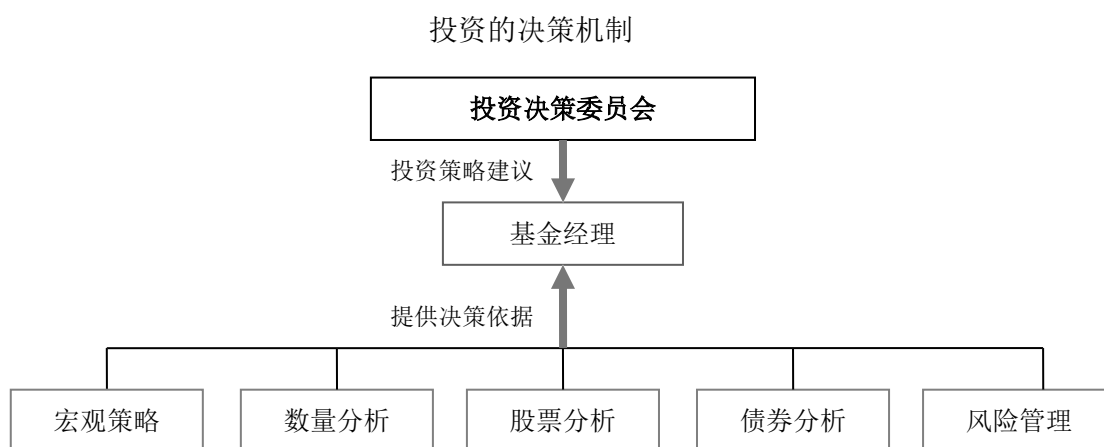 投资的决策机制
投资决策委员会
投资策略建议
基金经理
提供决策依据
宏观策略 数量分析 股票分析 债券分析 风险管理